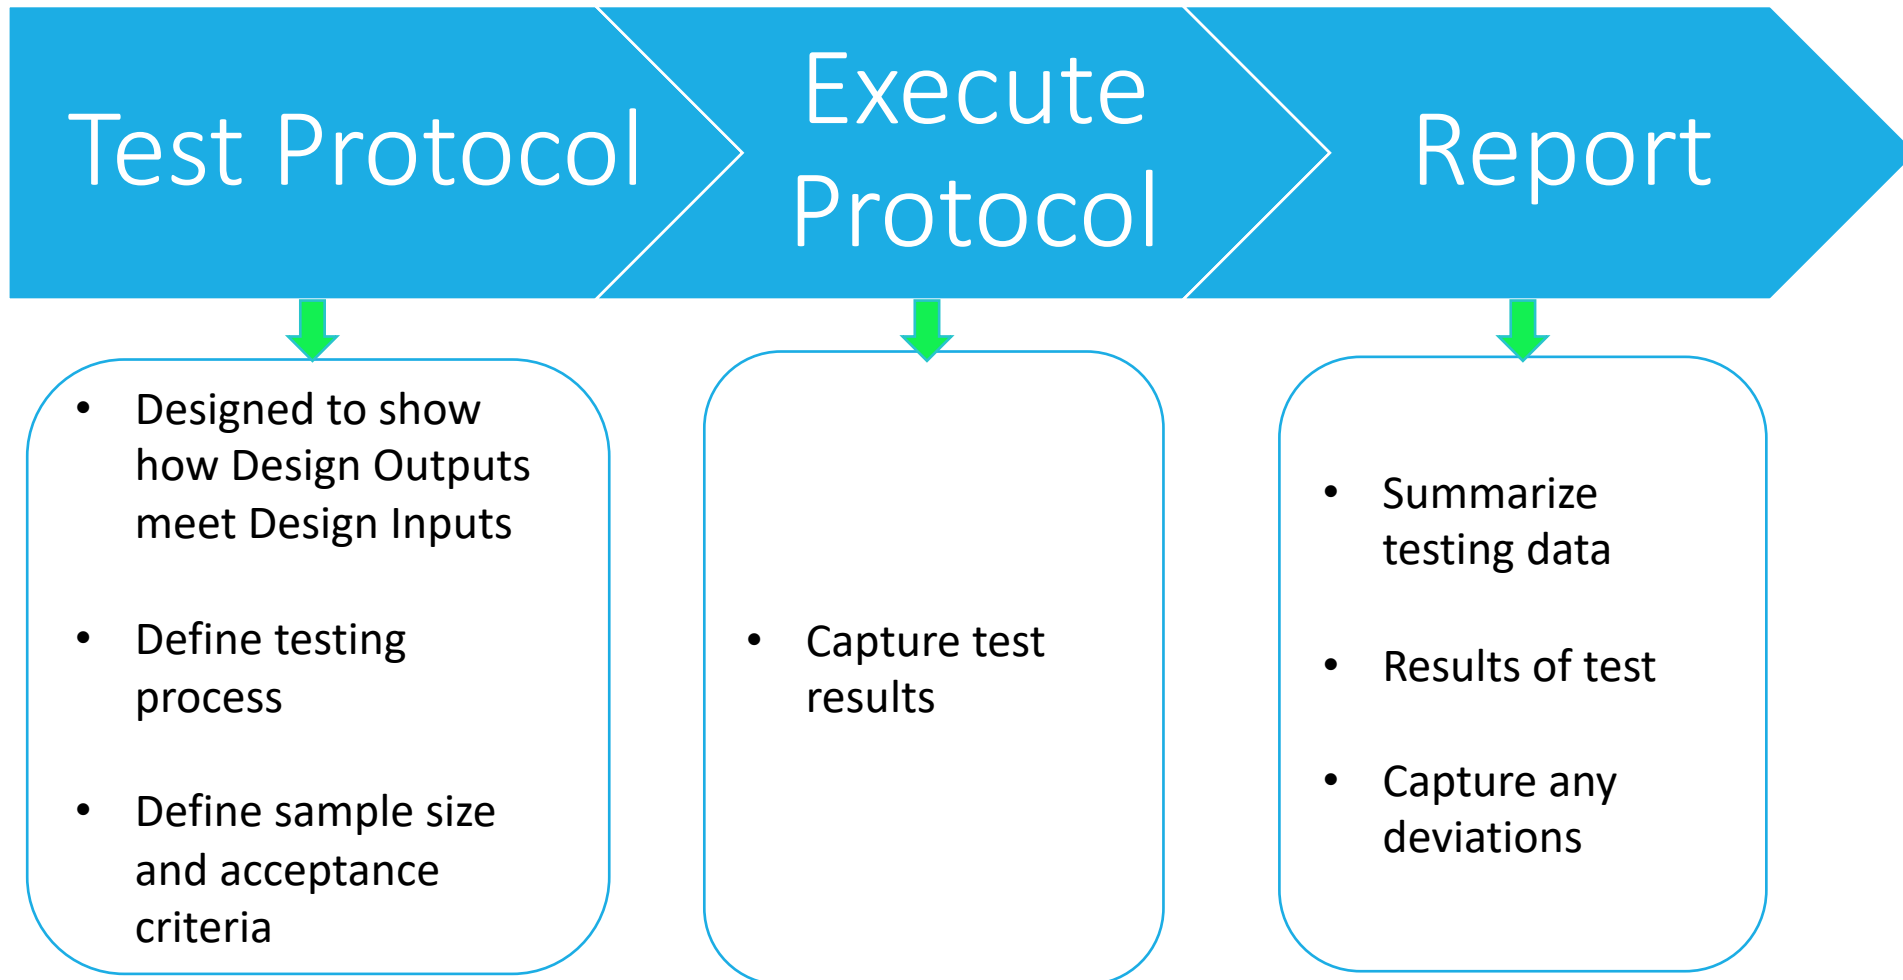 Test Protocol
Execute
Protocol
Report
• Designed to show
how Design Outputs
meet Design Inputs
• Define testing
process
• Define sample size
and acceptance
criteria
• Capture test
results
• Summarize
testing data
• Results of test
• Capture any
deviations